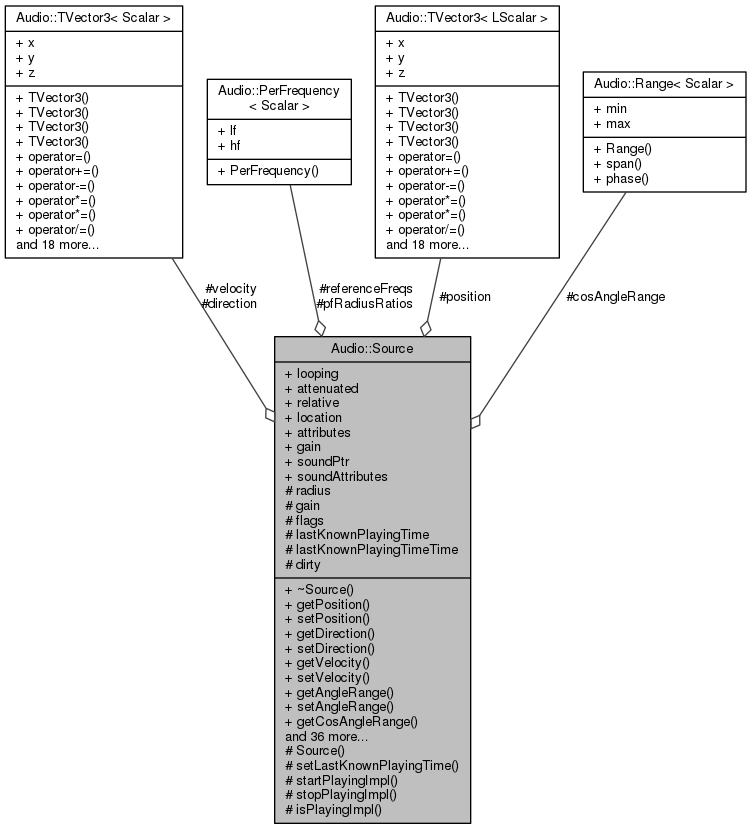 Audio::TVector3< Scalar >
+ x
+ y
+ z
+ TVector3()
+ TVector3()
+ TVector3()
+ TVector3()
+ operator=()
+ operator+=()
+ operator-=()
+ operator*=()
+ operator*=()
+ operator/=()
and 18 more...
Audio::PerFrequency
< Scalar >
+ lf
+ hf
+ PerFrequency()
Audio::TVector3< LScalar >
+ x
+ y
+ z
+ TVector3()
+ TVector3()
+ TVector3()
+ TVector3()
+ operator=()
+ operator+=()
+ operator-=()
+ operator*=()
+ operator*=()
+ operator/=()
and 18 more...
Audio::Range< Scalar >
+ min
+ max
+ Range()
+ span()
+ phase()
#velocity
#direction
#referenceFreqs
#pfRadiusRatios
#position
#cosAngleRange
Audio::Source
+ looping
+ attenuated
+ relative
+ location
+ attributes
+ gain
+ soundPtr
+ soundAttributes
# radius
# gain
# flags
# lastKnownPlayingTime
# lastKnownPlayingTimeTime
# dirty
+ ~Source()
+ getPosition()
+ setPosition()
+ getDirection()
+ setDirection()
+ getVelocity()
+ setVelocity()
+ getAngleRange()
+ setAngleRange()
+ getCosAngleRange()
and 36 more...
# Source()
# setLastKnownPlayingTime()
# startPlayingImpl()
# stopPlayingImpl()
# isPlayingImpl()